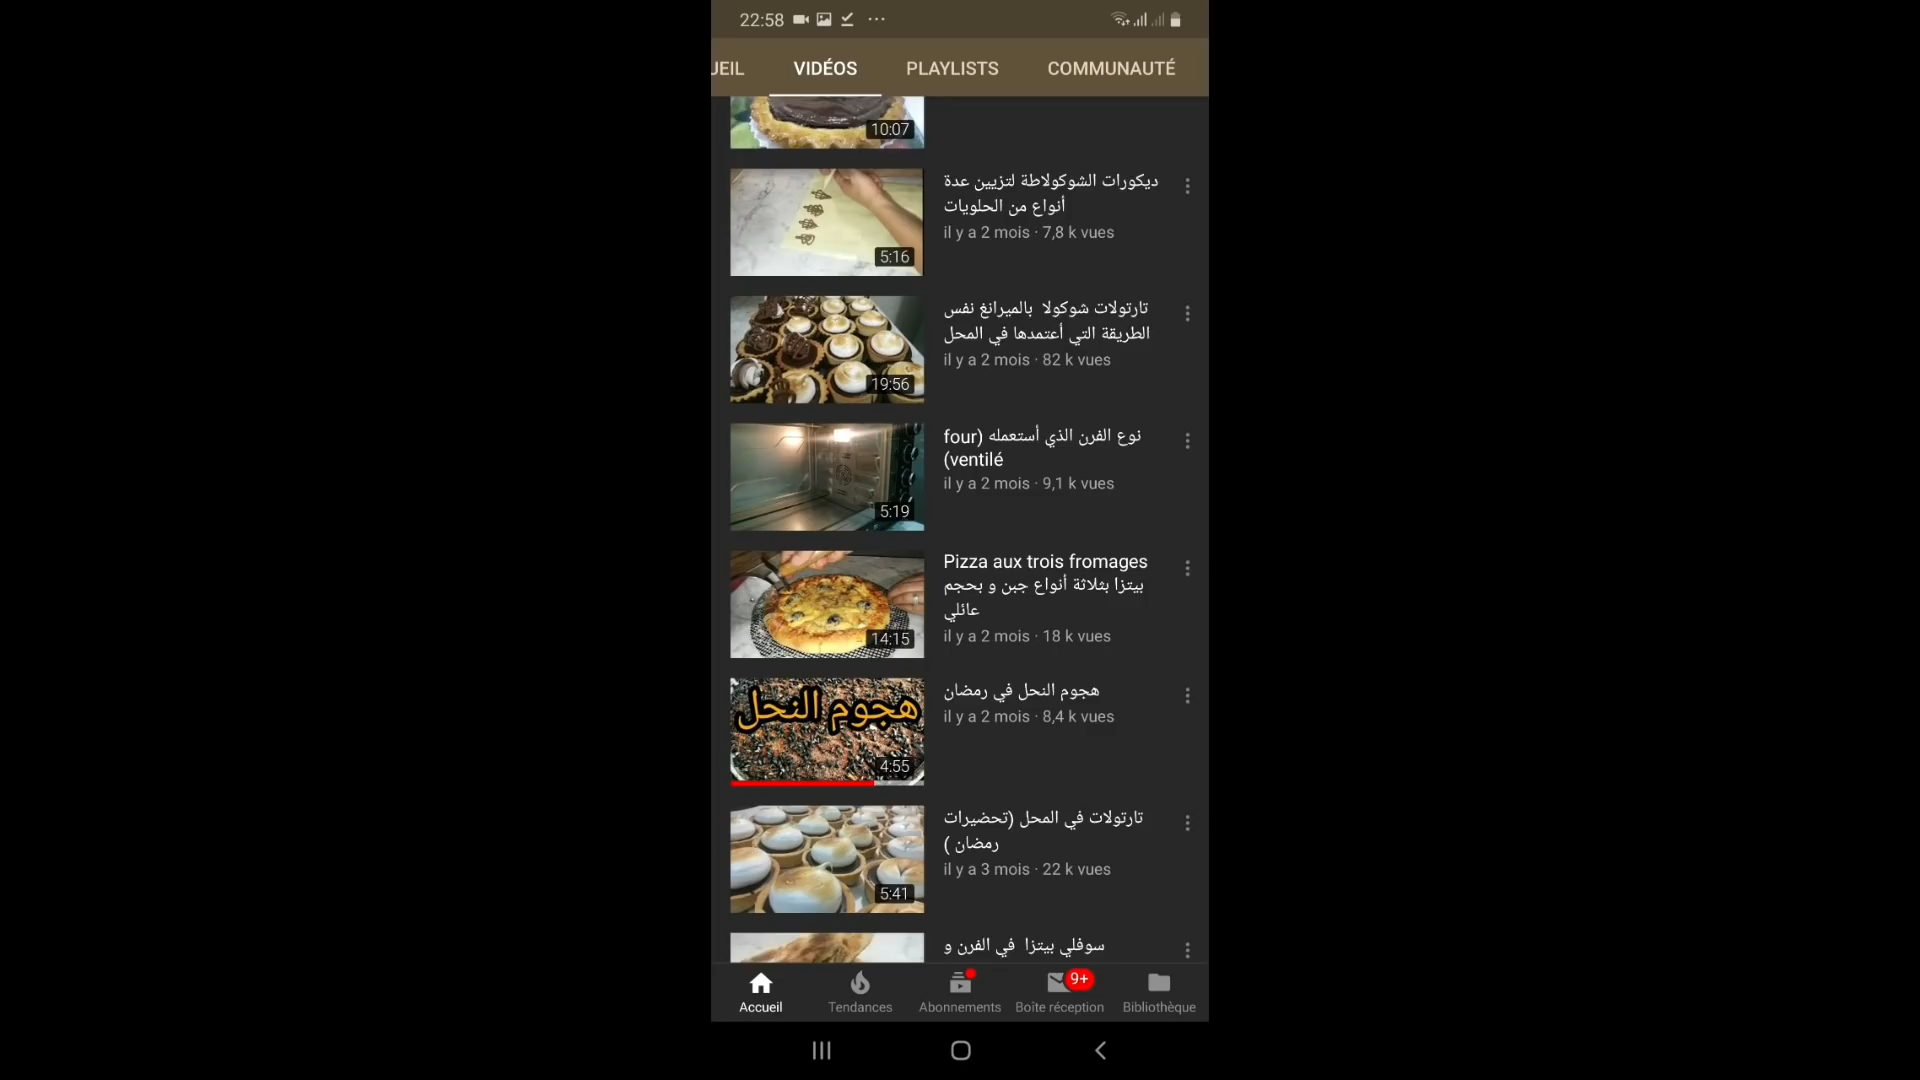 22:58
UEIL VIDÉOS PLAYLISTS COMMUNAUTÉ
10:07
ديكورات الشوكولاطة لتزيين عدة
أنواع من الحلويات
il y a 2 mois · 7,8 k vues
5:16
تارتولات شوكولا بالميرانغ نفس
الطريقة التي أعتمدها في المحل
il y a 2 mois · 82 k vues
19:56
نوع الفرن الذي أستعمله (four
ventilé)
il y a 2 mois · 9,1 k vues
5:19
Pizza aux trois fromages
بيتزا بثلاثة أنواع جبن و بحجم
عائلي
il y a 2 mois · 18 k vues
14:15
هجوم النحل
هجوم النحل في رمضان
il y a 2 mois · 8,4 k vues
4:55
تارتولات في المحل (تحضيرات
رمضان )
il y a 3 mois · 22 k vues
5:41
سوفلي بيتزا في الفرن و
9+
Accueil Tendances Abonnements Boîte réception Bibliothèque